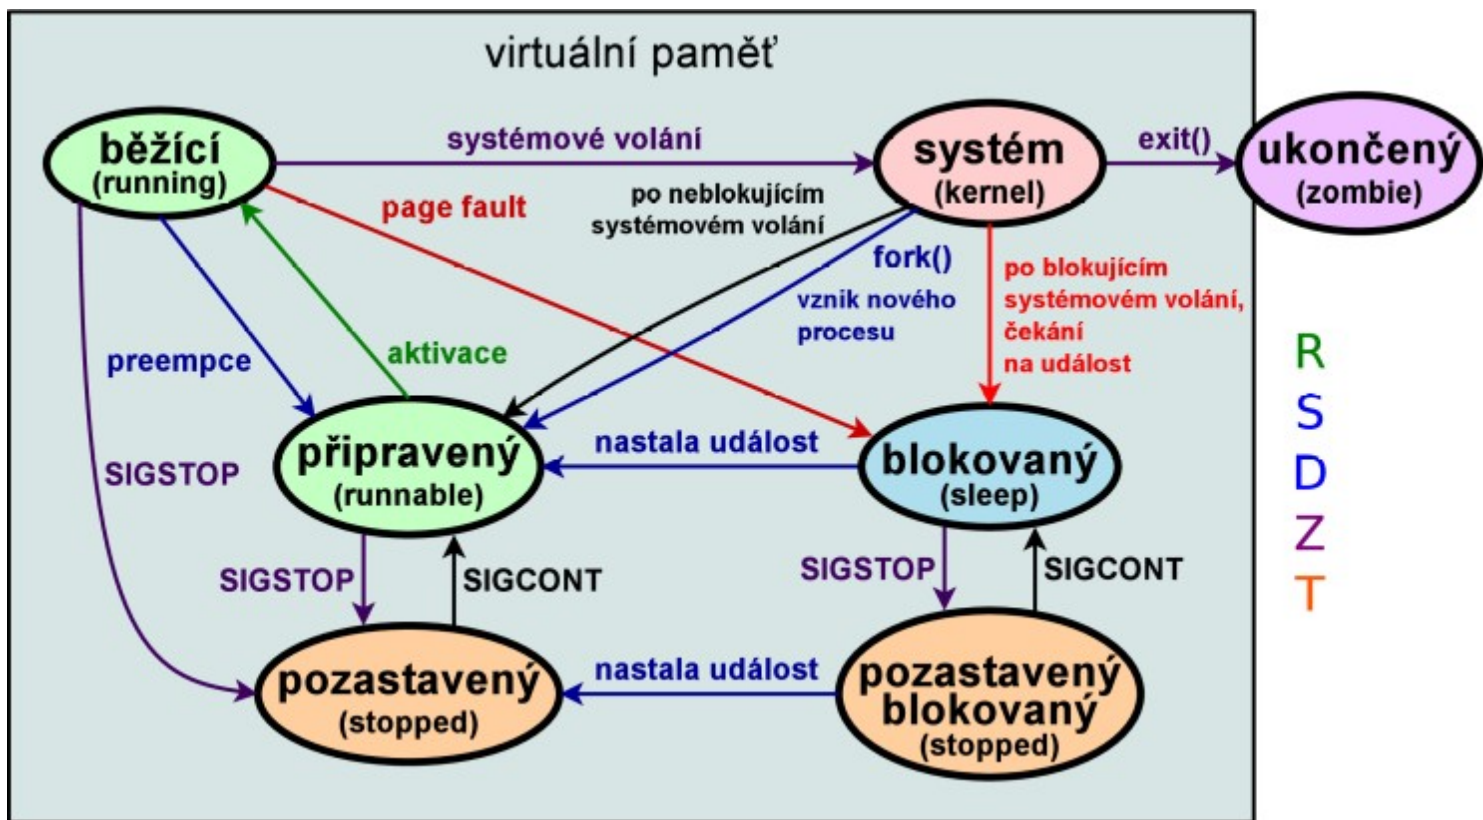 virtuální paměť
běžící
(running)
systémové volání
systém
(kernel)
exit()
ukončený
(zombie)
page fault
po neblokujícím
systémovém volání
fork()
vznik nového
procesu
po blokujícím
systémovém volání,
čekání
na událost
preempce
aktivace
R
S
D
Z
T
SIGSTOP
připravený
(runnable)
nastala událost
blokovaný
(sleep)
SIGSTOP
SIGCONT
SIGSTOP
SIGCONT
pozastavený
(stopped)
nastala událost
pozastavený
blokovaný
(stopped)